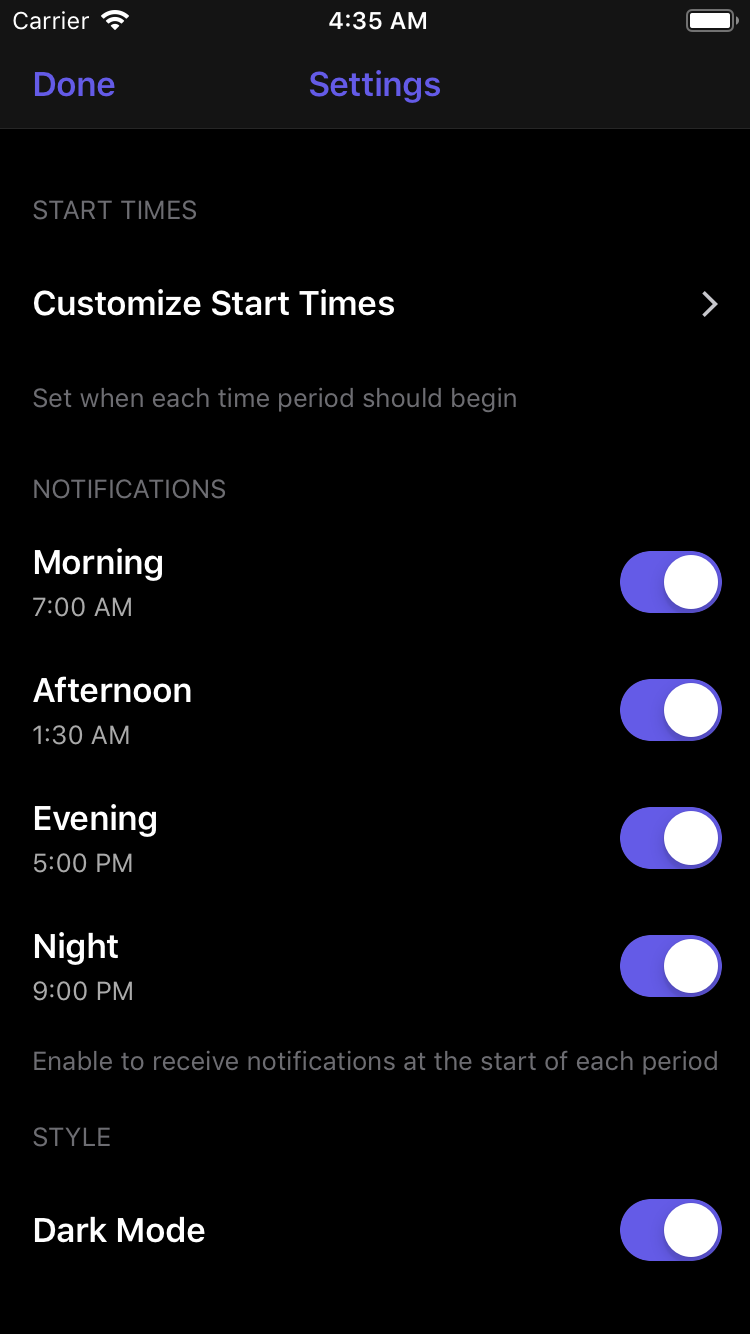 Carrier 4:35 AM
Done Settings
START TIMES
Customize Start Times
Set when each time period should begin
NOTIFICATIONS
Morning
7:00 AM
Afternoon
1:30 AM
Evening
5:00 PM
Night
9:00 PM
Enable to receive notifications at the start of each period
STYLE
Dark Mode